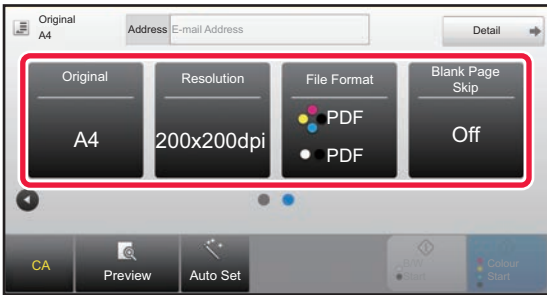 Original
A4
Address E-mail Address
Detail
Original
A4
Resolution
200x200dpi
File Format
PDF
PDF
Blank Page
Skip
Off
CA
Preview
Auto Set
B/W
Start
Colour
Start